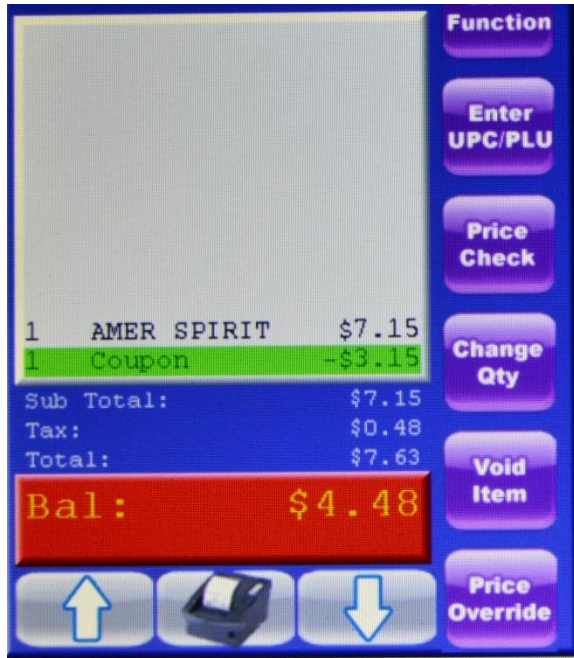 Function
Enter
UPC/PLU
Price
Check
1 AMER SPIRIT $7.15
1 Coupon -$3.15
Change
Qty
Sub Total: $7.15
Tax: $0.48
Total: $7.63
Void
Item
Bal: $4.48
Price
Override